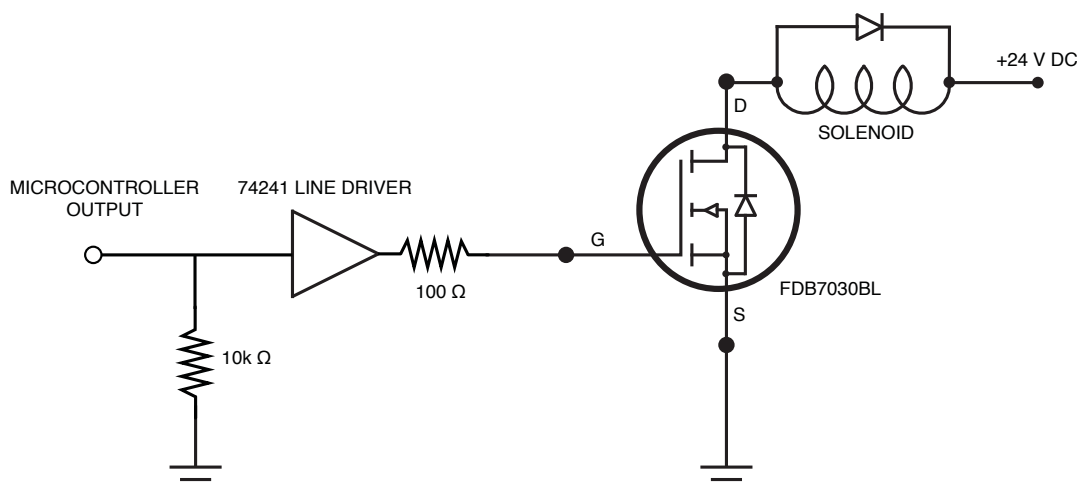 +24 V DC
D
SOLENOID
MICROCONTROLLER
OUTPUT
74241 LINE DRIVER
G
100 Ω
FDB7030BL
S
10k Ω